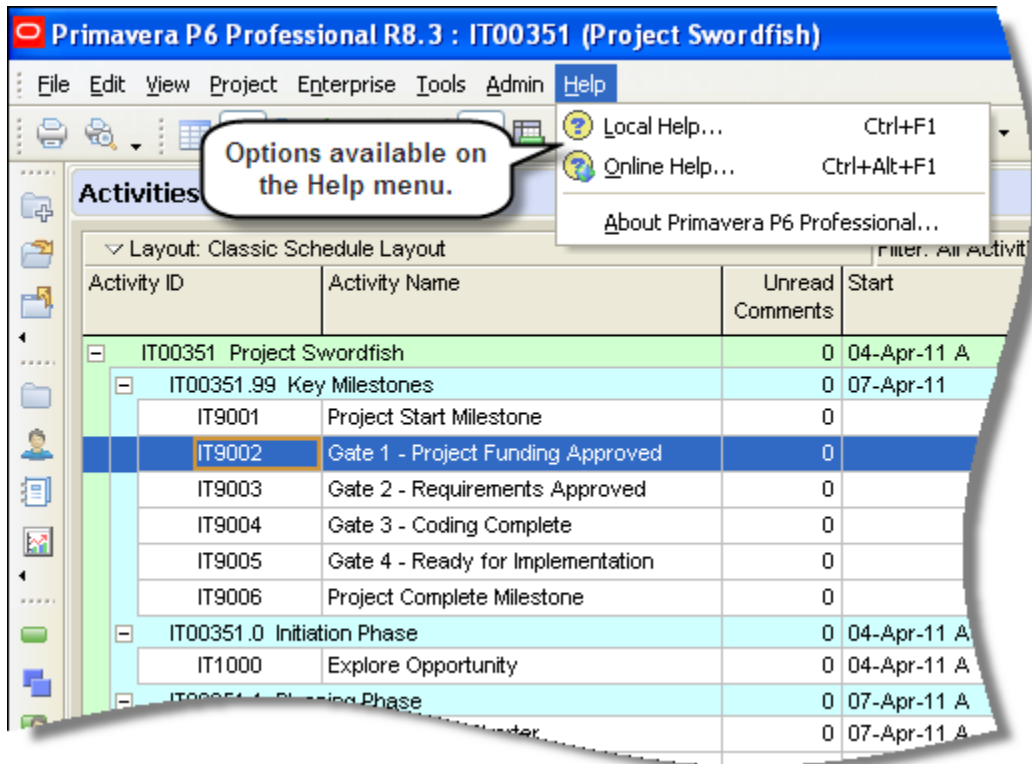 Primavera P6 Professional R8.3 : IT00351 (Project Swordfish)
File Edit View Project Enterprise Tools Admin Help
Local Help... Ctrl+F1
Online Help... Ctrl+Alt+F1
About Primavera P6 Professional...
Options available on
the Help menu.
Activities
Layout: Classic Schedule Layout Filter: All
Activity ID Activity Name Unread Comments Start
IT00351 Project Swordfish 0 04-Apr-11 A
IT00351.99 Key Milestones 0 07-Apr-11
IT9001 Project Start Milestone 0
IT9002 Gate 1 - Project Funding Approved 0
IT9003 Gate 2 - Requirements Approved 0
IT9004 Gate 3 - Coding Complete 0
IT9005 Gate 4 - Ready for Implementation 0
IT9006 Project Complete Milestone 0
IT00351.0 Initiation Phase 0 04-Apr-11 A
IT1000 Explore Opportunity 0 04-Apr-11 A
Phase 0 07-Apr-11 A
0 07-Apr-11 A